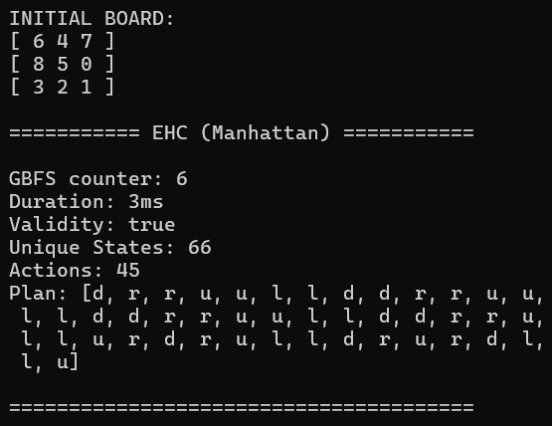 INITIAL BOARD:
[ 6 4 7 ]
[ 8 5 0 ]
[ 3 2 1 ]
=========== EHC (Manhattan) ===========
GBFS counter: 6
Duration: 3ms
Validity: true
Unique States: 66
Actions: 45
Plan: [d, r, r, u, u, l, l, d, d, r, r, u, u,
l, l, d, d, r, r, u, u, l, l, d, d, r, r, u,
l, l, u, r, d, r, u, l, l, d, r, u, r, d, l,
l, u]
=======================================